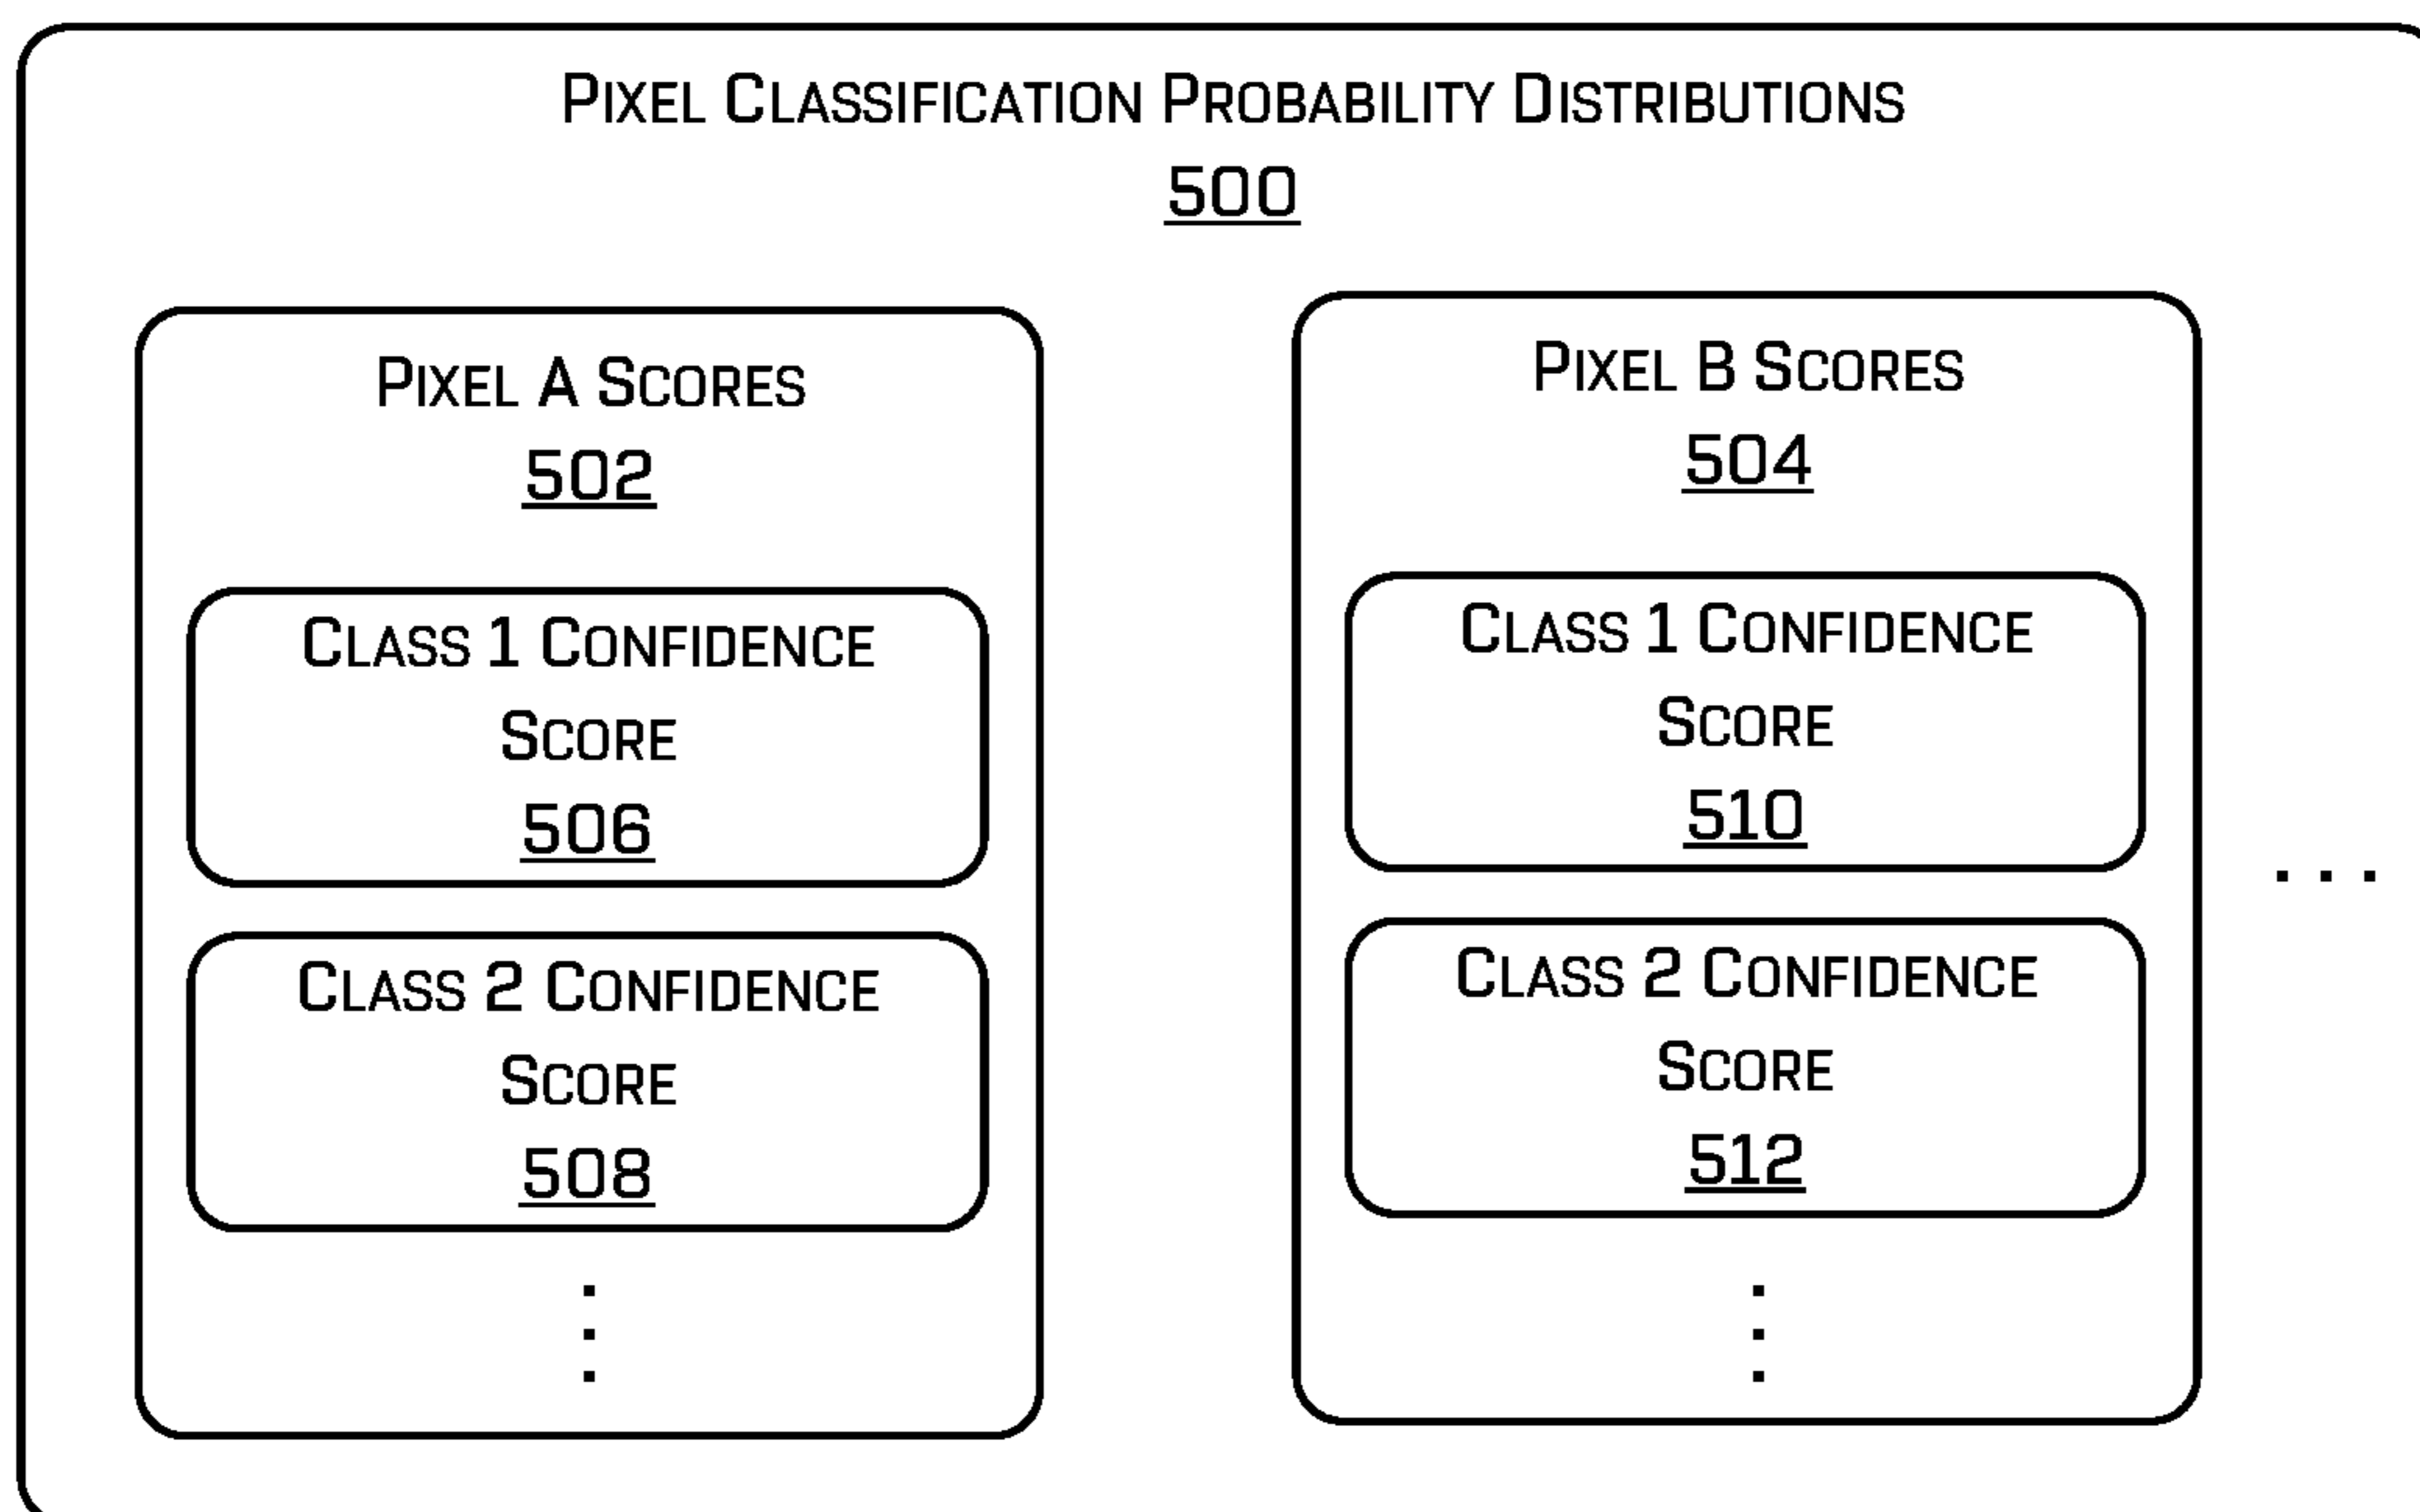 Pixel Classification Probability Distributions
500
Pixel A Scores
502
Class 1 Confidence
Score
506
Class 2 Confidence
Score
508
⋮
Pixel B Scores
504
Class 1 Confidence
Score
510
Class 2 Confidence
Score
512
⋮
. . .